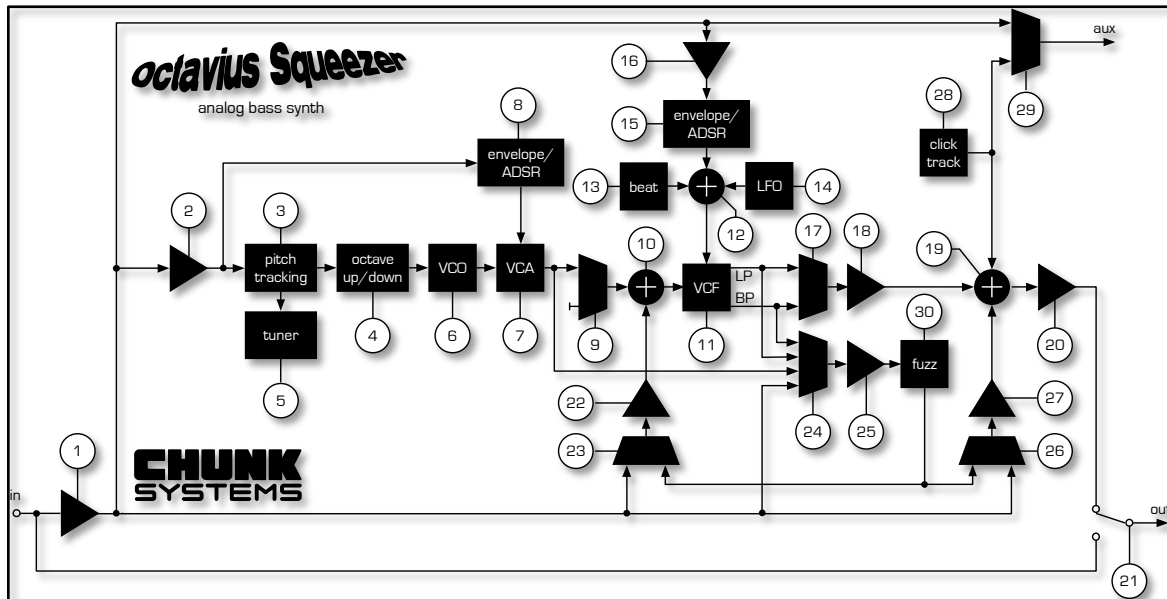 octavius Squeezer
analog bass synth
aux
16
8
15
envelope/
ADSR
28
29
click
track
envelope/
ADSR
13
beat
LFO
14
2
3
12
17
18
10
19
pitch
tracking
octave
up/down
VCO
VCA
VCF
LP
BP
tuner
4
6
7
9
11
30
20
5
fuzz
22
24
25
27
1
23
26
CHUNK
SYSTEMS
in
out
21